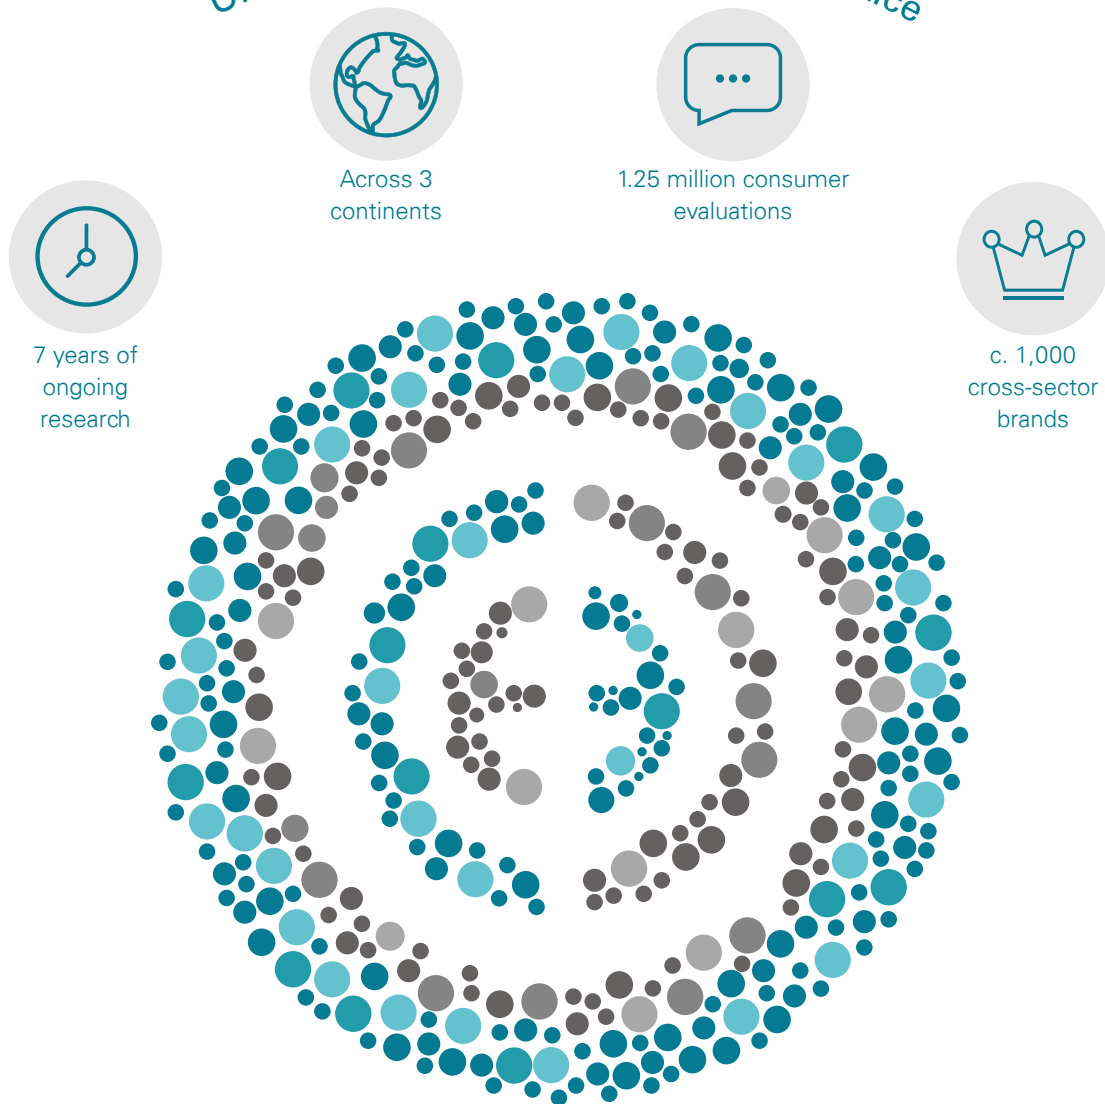 Across 3
continents
1.25 million consumer
evaluations
7 years of
ongoing
research
c. 1,000
cross-sector
brands